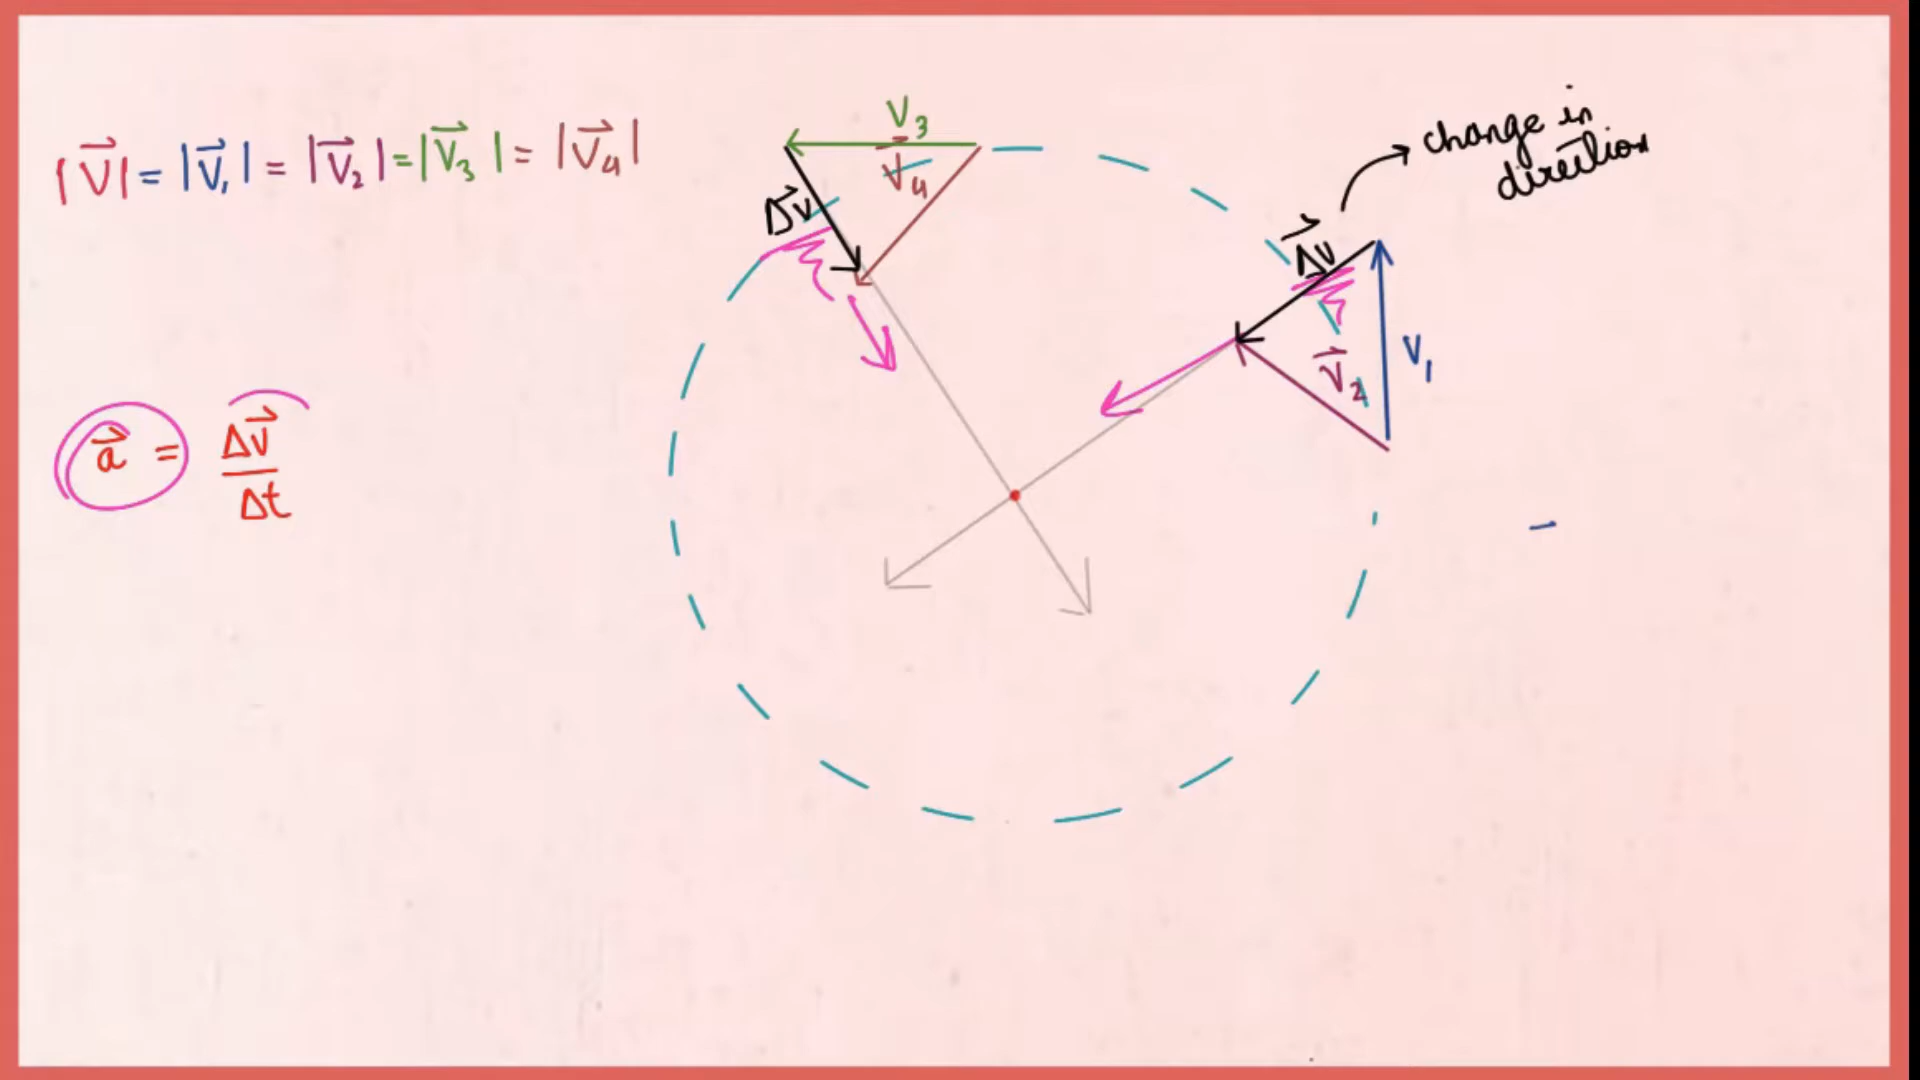 |v⃗| = |v⃗₁| = |v⃗₂| = |v⃗₃| = |v⃗₄|
V₃
v⃗₄
Δv⃗
change in
direction
Δv⃗
V₁
v⃗₂
a⃗ = Δv⃗
Δt